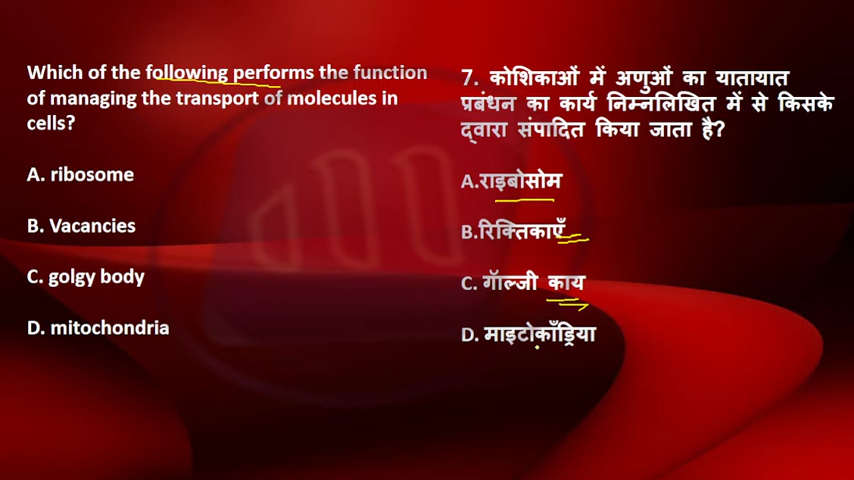 Which of the following performs the function
of managing the transport of molecules in
cells?
A. ribosome
B. Vacancies
C. golgy body
D. mitochondria
7. कोशिकाओं में अणुओं का यातायात
प्रबंधन का कार्य निम्नलिखित में से किसके
द्वारा संपादित किया जाता है?
A.राइबोसोम
B.रिक्तिकाएँ
C. गॅाल्जी काय
D. माइटोकाँड्रिया